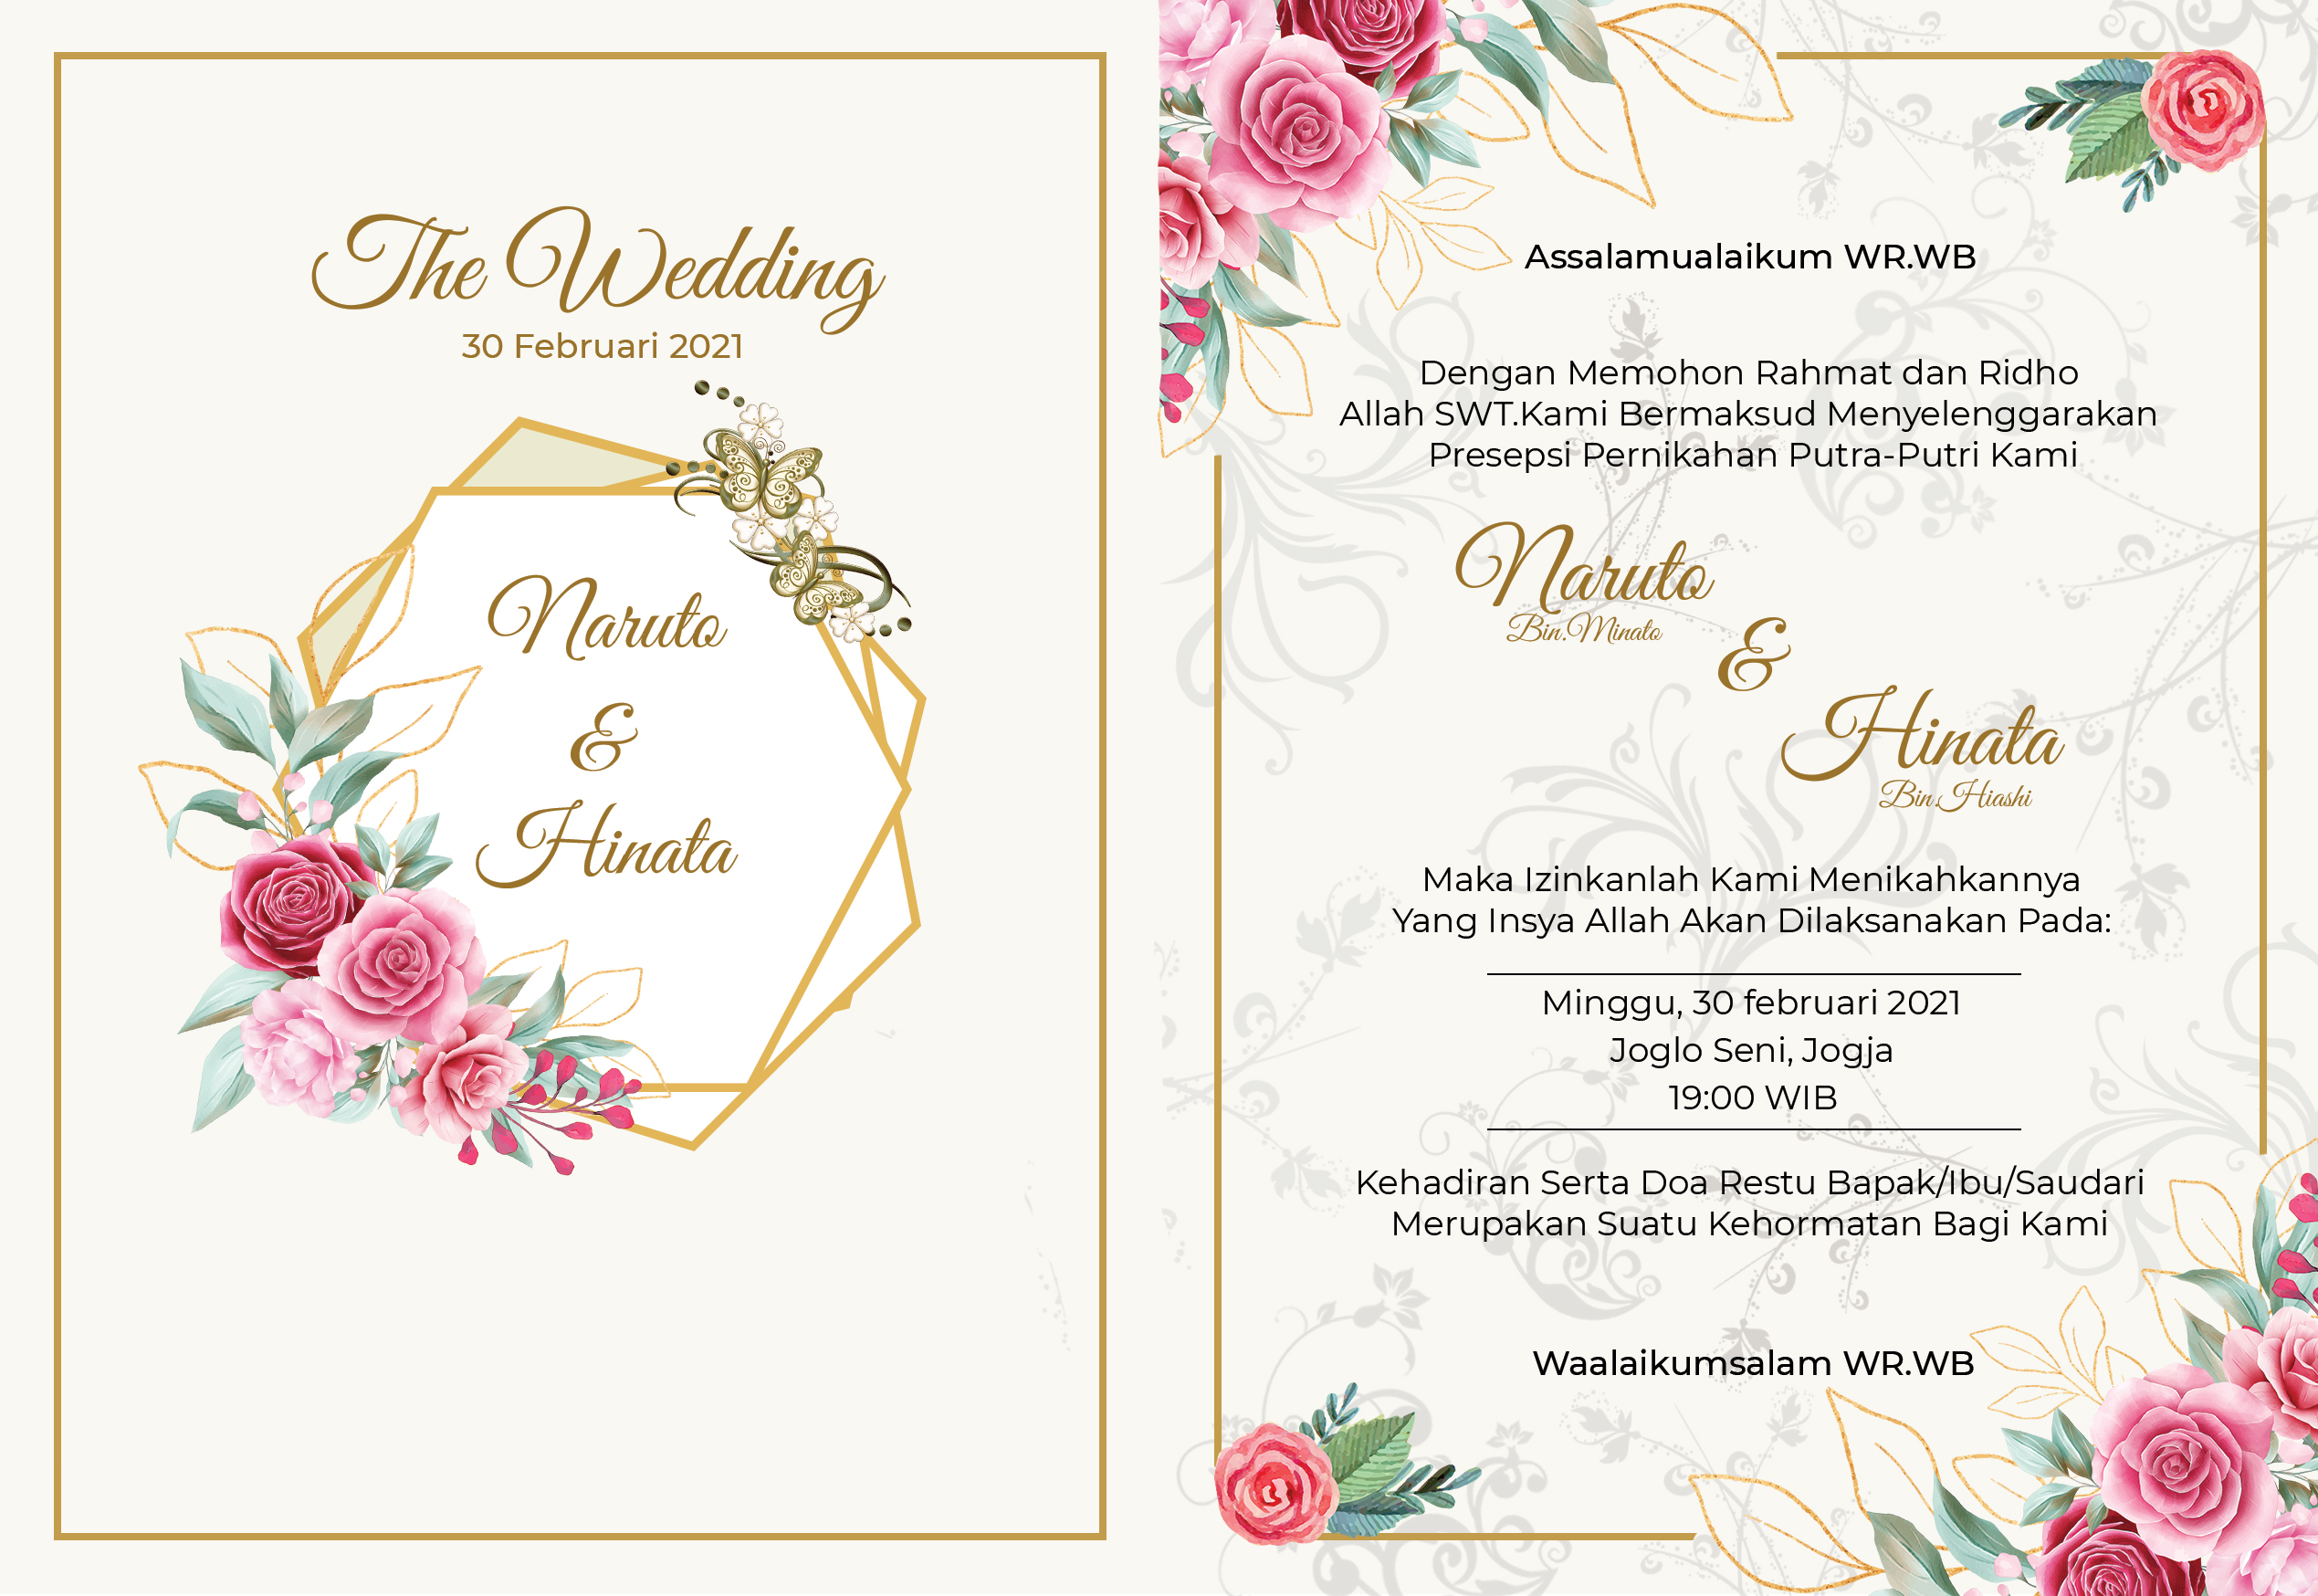 The Wedding
30 Februari 2021
Naruto
&
Hinata
Assalamualaikum WR.WB
Dengan Memohon Rahmat dan Ridho
Allah SWT.Kami Bermaksud Menyelenggarakan
Presepsi Pernikahan Putra-Putri Kami
Naruto
Bin.Minato
&
Hinata
Bin.Hiashi
Maka Izinkanlah Kami Menikahkannya
Yang Insya Allah Akan Dilaksanakan Pada:
Minggu, 30 februari 2021
Joglo Seni, Jogja
19:00 WIB
Kehadiran Serta Doa Restu Bapak/Ibu/Saudari
Merupakan Suatu Kehormatan Bagi Kami
Waalaikumsalam WR.WB